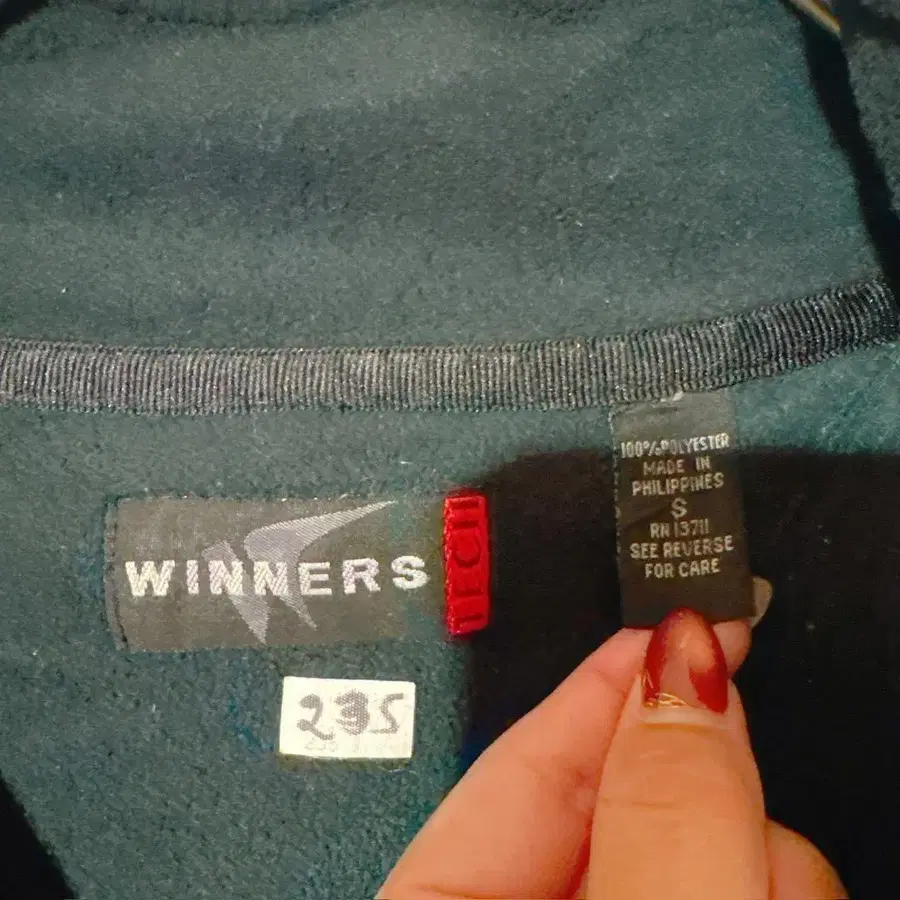 100% POLYESTER
MADE IN
PHILIPPINES
S
RN 13711
SEE REVERSE
FOR CARE
WINNERS
TECH
235